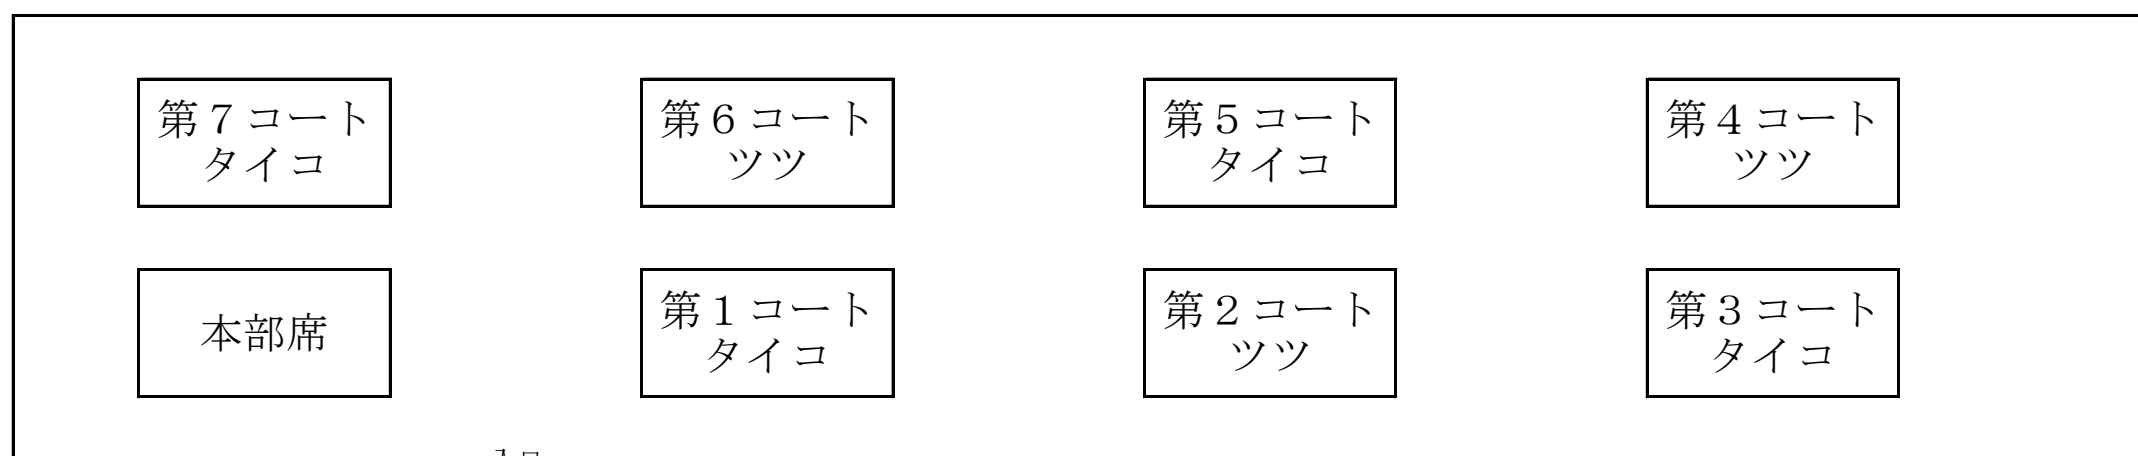 第７コート
タイコ
第６コート
ツツ
第５コート
タイコ
第４コート
ツツ
本部席
第１コート
タイコ
第２コート
ツツ
第３コート
タイコ